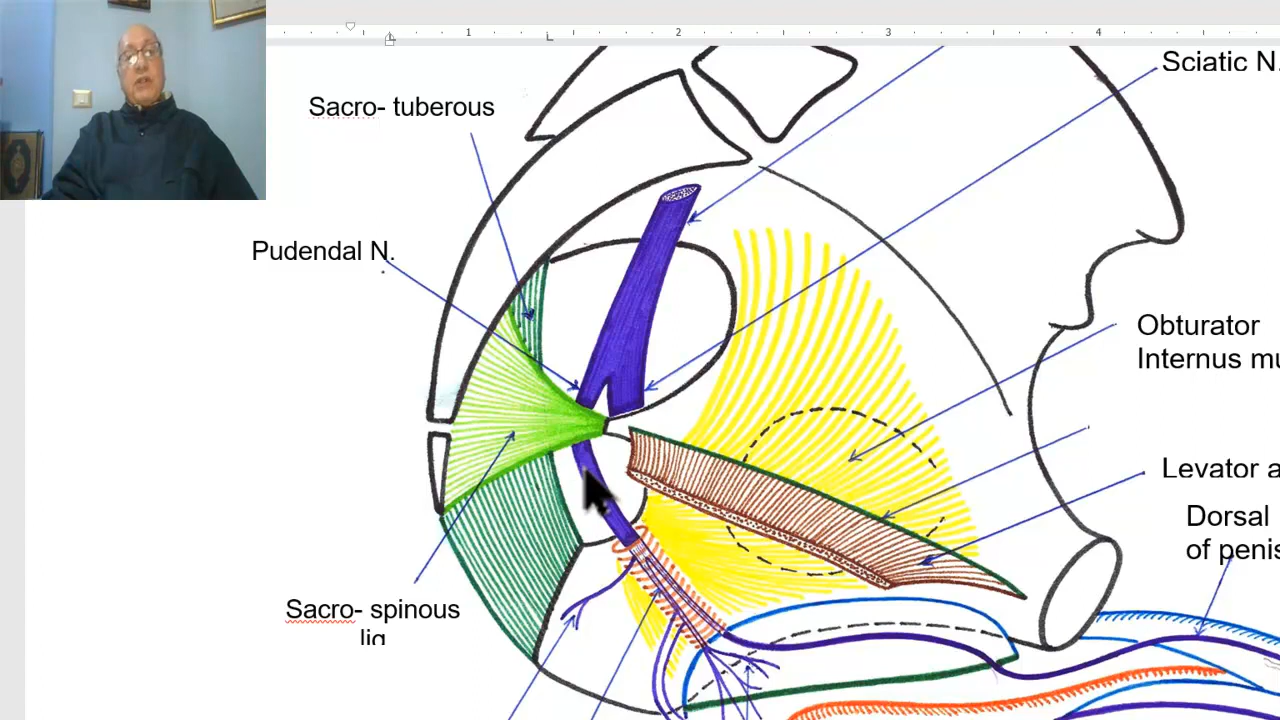 1 2 3 4
Sciatic N.
Sacro- tuberous
Pudendal N.
Obturator
Internus mu
Levator a
Dorsal
of penis
Sacro- spinous
lig